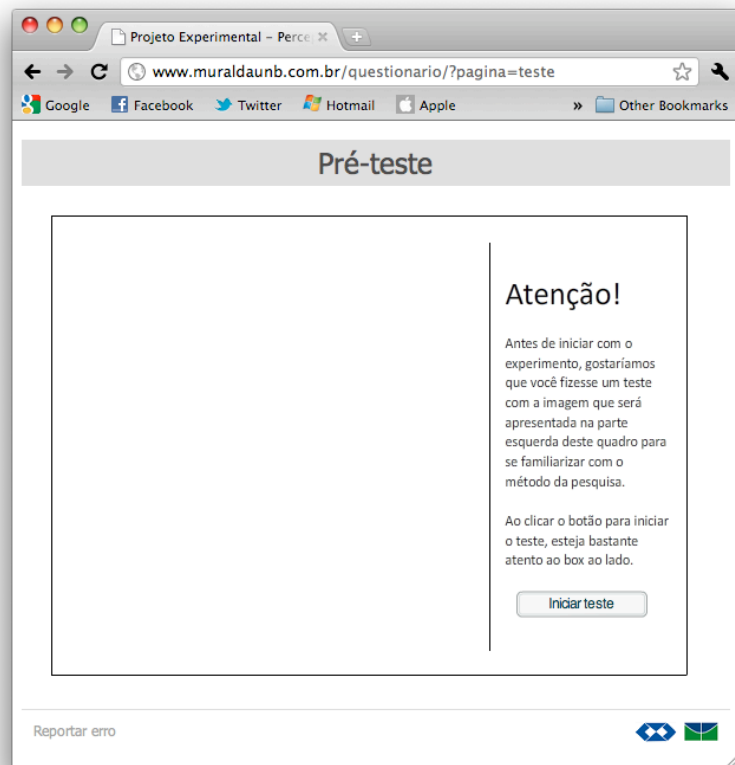 Projeto Experimental – Perce
www.muraldaunb.com.br/questionario/?pagina=teste
Google Facebook Twitter Hotmail Apple » Other Bookmarks
Pré-teste
Atenção!
Antes de iniciar com o
experimento, gostaríamos
que você fizesse um teste
com a imagem que será
apresentada na parte
esquerda deste quadro para
se familiarizar com o
método da pesquisa.
Ao clicar o botão para iniciar
o teste, esteja bastante
atento ao box ao lado.
Iniciar teste
Reportar erro